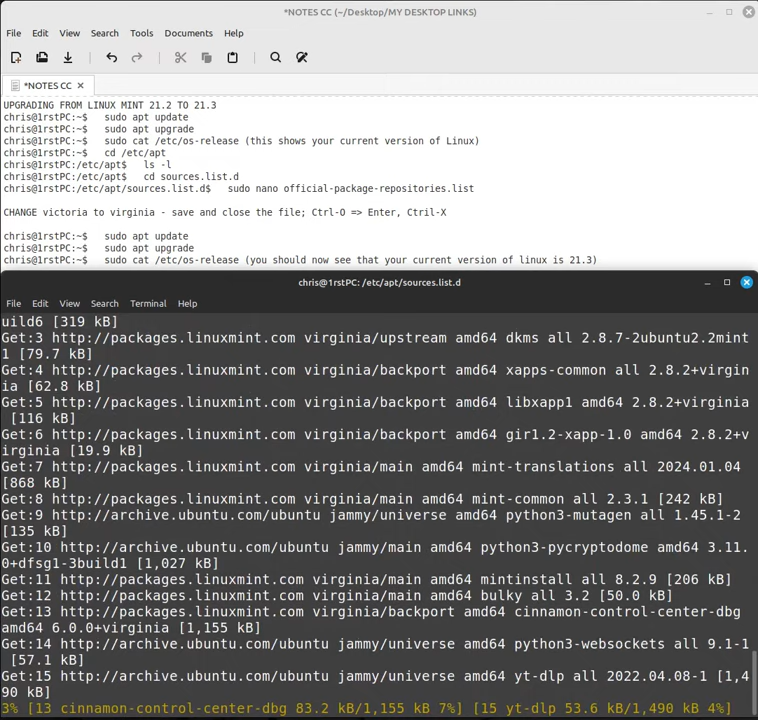 *NOTES CC (~/Desktop/MY DESKTOP LINKS)
File Edit View Search Tools Documents Help
*NOTES CC
UPGRADING FROM LINUX MINT 21.2 TO 21.3
chris@1rstPC:~$ sudo apt update
chris@1rstPC:~$ sudo apt upgrade
chris@1rstPC:~$ sudo cat /etc/os-release (this shows your current version of Linux)
chris@1rstPC:~$ cd /etc/apt
chris@1rstPC:/etc/apt$ ls -l
chris@1rstPC:/etc/apt$ cd sources.list.d
chris@1rstPC:/etc/apt/sources.list.d$ sudo nano official-package-repositories.list
CHANGE victoria to virginia - save and close the file; Ctrl-O => Enter, Ctril-X
chris@1rstPC:~$ sudo apt update
chris@1rstPC:~$ sudo apt upgrade
chris@1rstPC:~$ sudo cat /etc/os-release (you should now see that your current version of linux is 21.3)
chris@1rstPC: /etc/apt/sources.list.d
File Edit View Search Terminal Help
uild6 [319 kB]
Get:3 http://packages.linuxmint.com virginia/upstream amd64 dkms all 2.8.7-2ubuntu2.2mint
1 [79.7 kB]
Get:4 http://packages.linuxmint.com virginia/backport amd64 xapps-common all 2.8.2+virgin
ia [62.8 kB]
Get:5 http://packages.linuxmint.com virginia/backport amd64 libxapp1 amd64 2.8.2+virginia
[116 kB]
Get:6 http://packages.linuxmint.com virginia/backport amd64 gir1.2-xapp-1.0 amd64 2.8.2+v
irginia [19.9 kB]
Get:7 http://packages.linuxmint.com virginia/main amd64 mint-translations all 2024.01.04
[868 kB]
Get:8 http://packages.linuxmint.com virginia/main amd64 mint-common all 2.3.1 [242 kB]
Get:9 http://archive.ubuntu.com/ubuntu jammy/universe amd64 python3-mutagen all 1.45.1-2
[135 kB]
Get:10 http://archive.ubuntu.com/ubuntu jammy/main amd64 python3-pycryptodome amd64 3.11.
0+dfsg1-3build1 [1,027 kB]
Get:11 http://packages.linuxmint.com virginia/main amd64 mintinstall all 8.2.9 [206 kB]
Get:12 http://packages.linuxmint.com virginia/main amd64 bulky all 3.2 [50.0 kB]
Get:13 http://packages.linuxmint.com virginia/backport amd64 cinnamon-control-center-dbg
amd64 6.0.0+virginia [1,155 kB]
Get:14 http://archive.ubuntu.com/ubuntu jammy/universe amd64 python3-websockets all 9.1-1
[57.1 kB]
Get:15 http://archive.ubuntu.com/ubuntu jammy/universe amd64 yt-dlp all 2022.04.08-1 [1,4
90 kB]
3% [13 cinnamon-control-center-dbg 83.2 kB/1,155 kB 7%] [15 yt-dlp 53.6 kB/1,490 kB 4%]